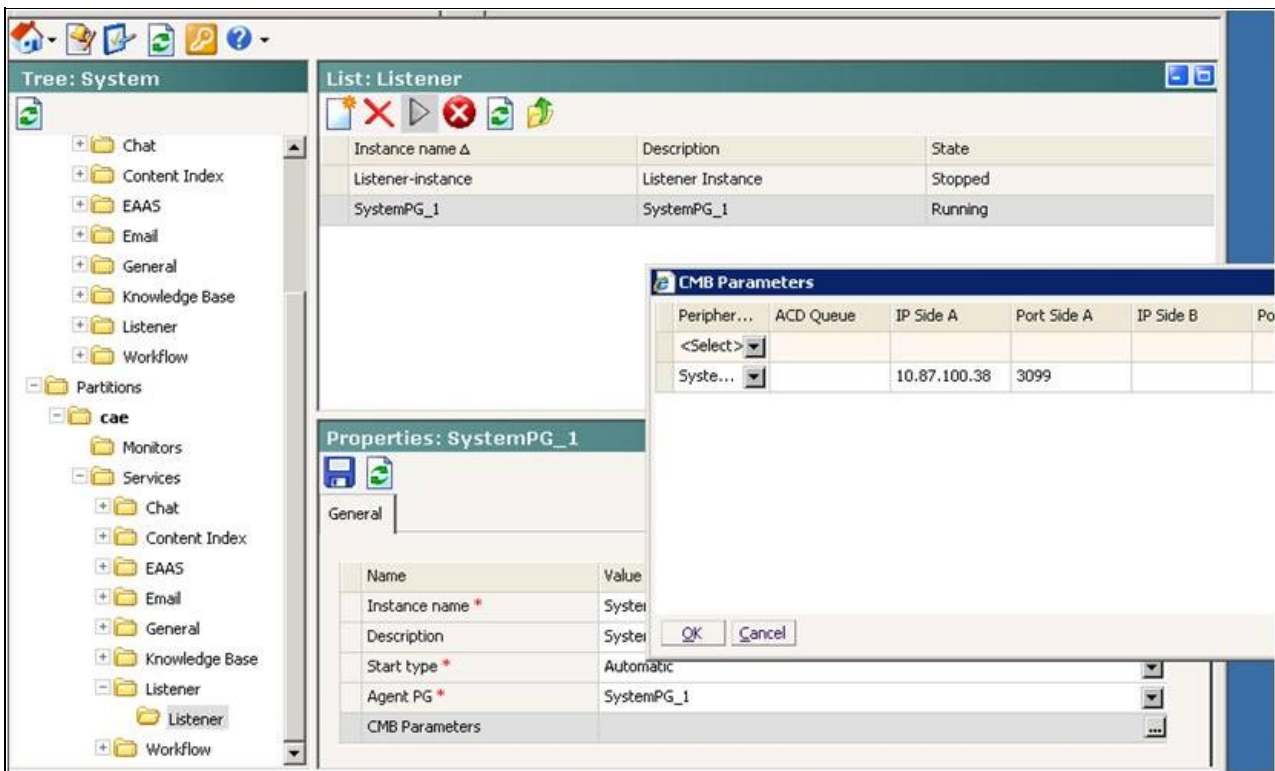 Tree: System
Chat
Content Index
EAAS
Email
General
Knowledge Base
Listener
Workflow
Partitions
cae
Monitors
Services
Chat
Content Index
EAAS
Email
General
Knowledge Base
Listener
Listener
Workflow
List: Listener
Instance name Description State
Listener-instance Listener Instance Stopped
SystemPG_1 SystemPG_1 Running
CMB Parameters
Peripher... ACD Queue IP Side A Port Side A IP Side B Po
<Select>
Syste... 10.87.100.38 3099
OK Cancel
Properties: SystemPG_1
General
Name Value
Instance name * System
Description System
Start type * Automatic
Agent PG * SystemPG_1
CMB Parameters ...